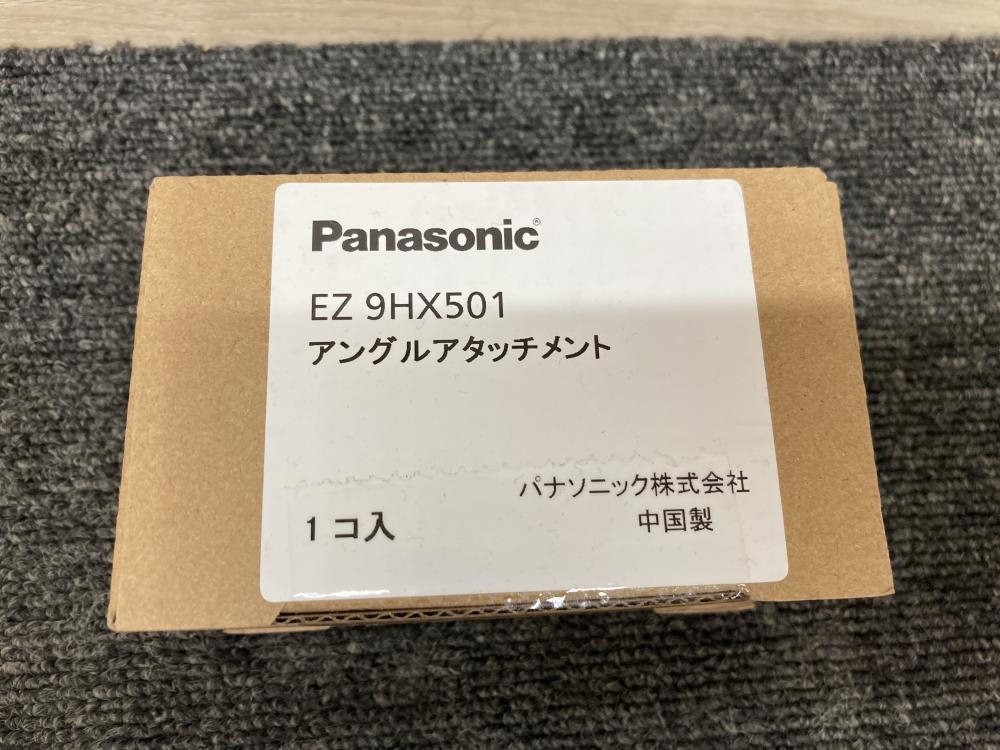 Panasonic®
EZ 9HX501
アングルアタッチメント
1コ入
パナソニック株式会社
中国製